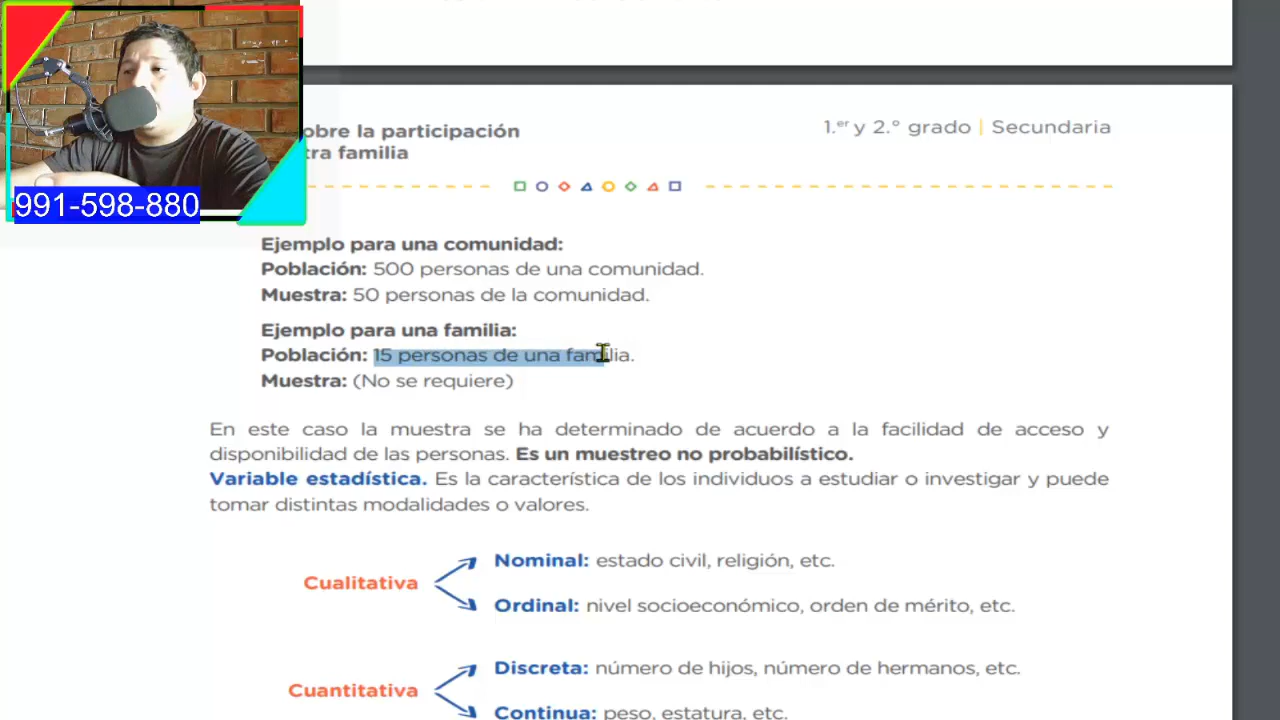 obre la participación
tra familia
1.er y 2.° grado | Secundaria
991-598-880
Ejemplo para una comunidad:
Población: 500 personas de una comunidad.
Muestra: 50 personas de la comunidad.
Ejemplo para una familia:
Población: 15 personas de una familia.
Muestra: (No se requiere)
En este caso la muestra se ha determinado de acuerdo a la facilidad de acceso y
disponibilidad de las personas. Es un muestreo no probabilístico.
Variable estadística. Es la característica de los individuos a estudiar o investigar y puede
tomar distintas modalidades o valores.
Cualitativa
Nominal: estado civil, religión, etc.
Ordinal: nivel socioeconómico, orden de mérito, etc.
Cuantitativa
Discreta: número de hijos, número de hermanos, etc.
Continua: peso, estatura, etc.